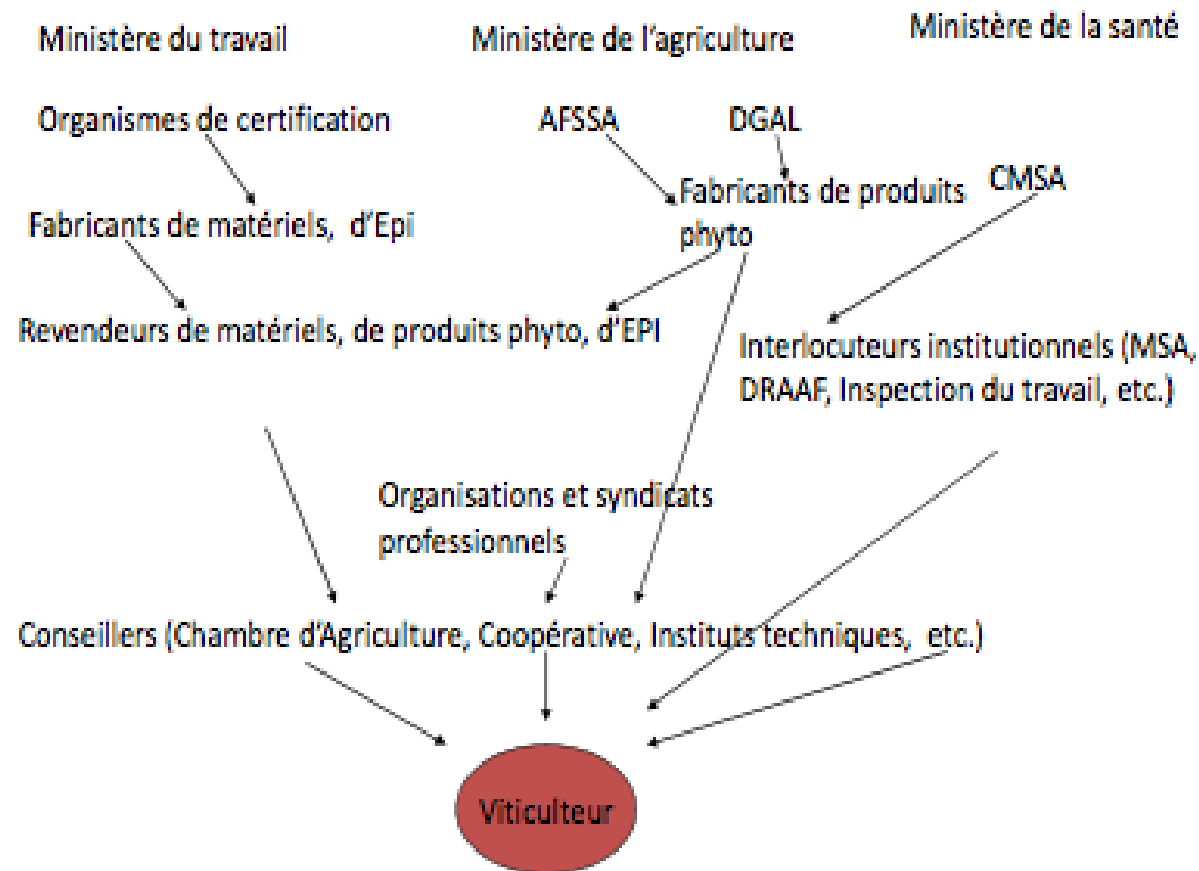 Ministère du travail
Ministère de l'agriculture
Ministère de la santé
Organismes de certification
AFSSA
DGAL
CMSA
Fabricants de produits
phyto
Fabricants de matériels, d'Epi
Revendeurs de matériels, de produits phyto, d'EPI
Interlocuteurs institutionnels (MSA,
DRAAF, Inspection du travail, etc.)
Organisations et syndicats
professionnels
Conseillers (Chambre d'Agriculture, Coopérative, Instituts techniques, etc.)
Viticulteur